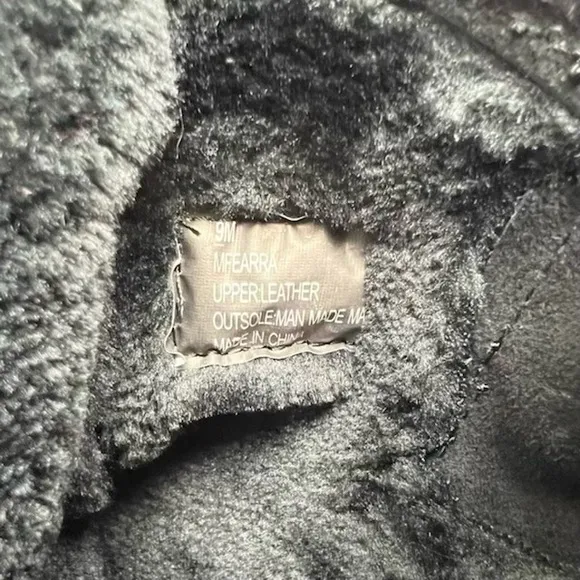 9M
MFEARRA
UPPER:LEATHER
OUTSOLE:MAN MADE MA
MADE IN CHINA